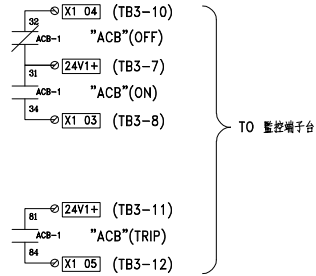 32 X1 04 (TB3-10)
ACB-1 "ACB"(OFF)
31 24V1+ (TB3-7)
ACB-1 "ACB"(ON)
34 X1 03 (TB3-8)
TO 監控端子台
81 24V1+ (TB3-11)
ACB-1 "ACB"(TRIP)
84 X1 05 (TB3-12)